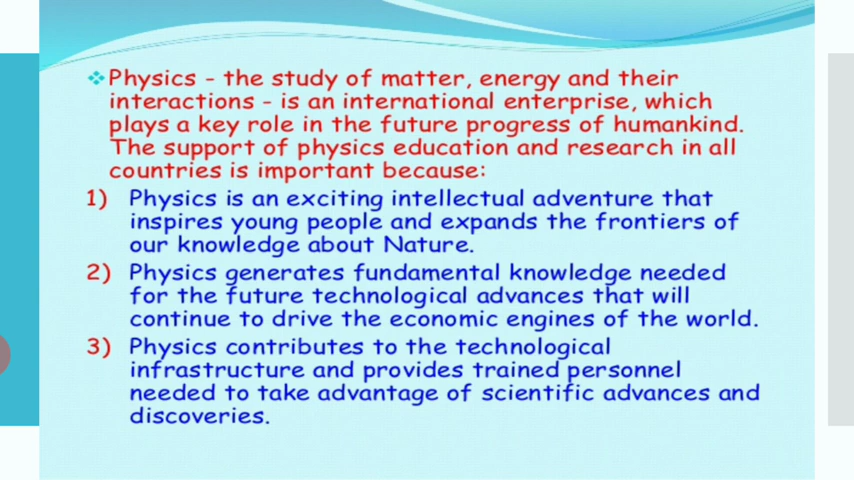 Physics - the study of matter, energy and their
interactions - is an international enterprise, which
plays a key role in the future progress of humankind.
The support of physics education and research in all
countries is important because:
1) Physics is an exciting intellectual adventure that
inspires young people and expands the frontiers of
our knowledge about Nature.
2) Physics generates fundamental knowledge needed
for the future technological advances that will
continue to drive the economic engines of the world.
3) Physics contributes to the technological
infrastructure and provides trained personnel
needed to take advantage of scientific advances and
discoveries.